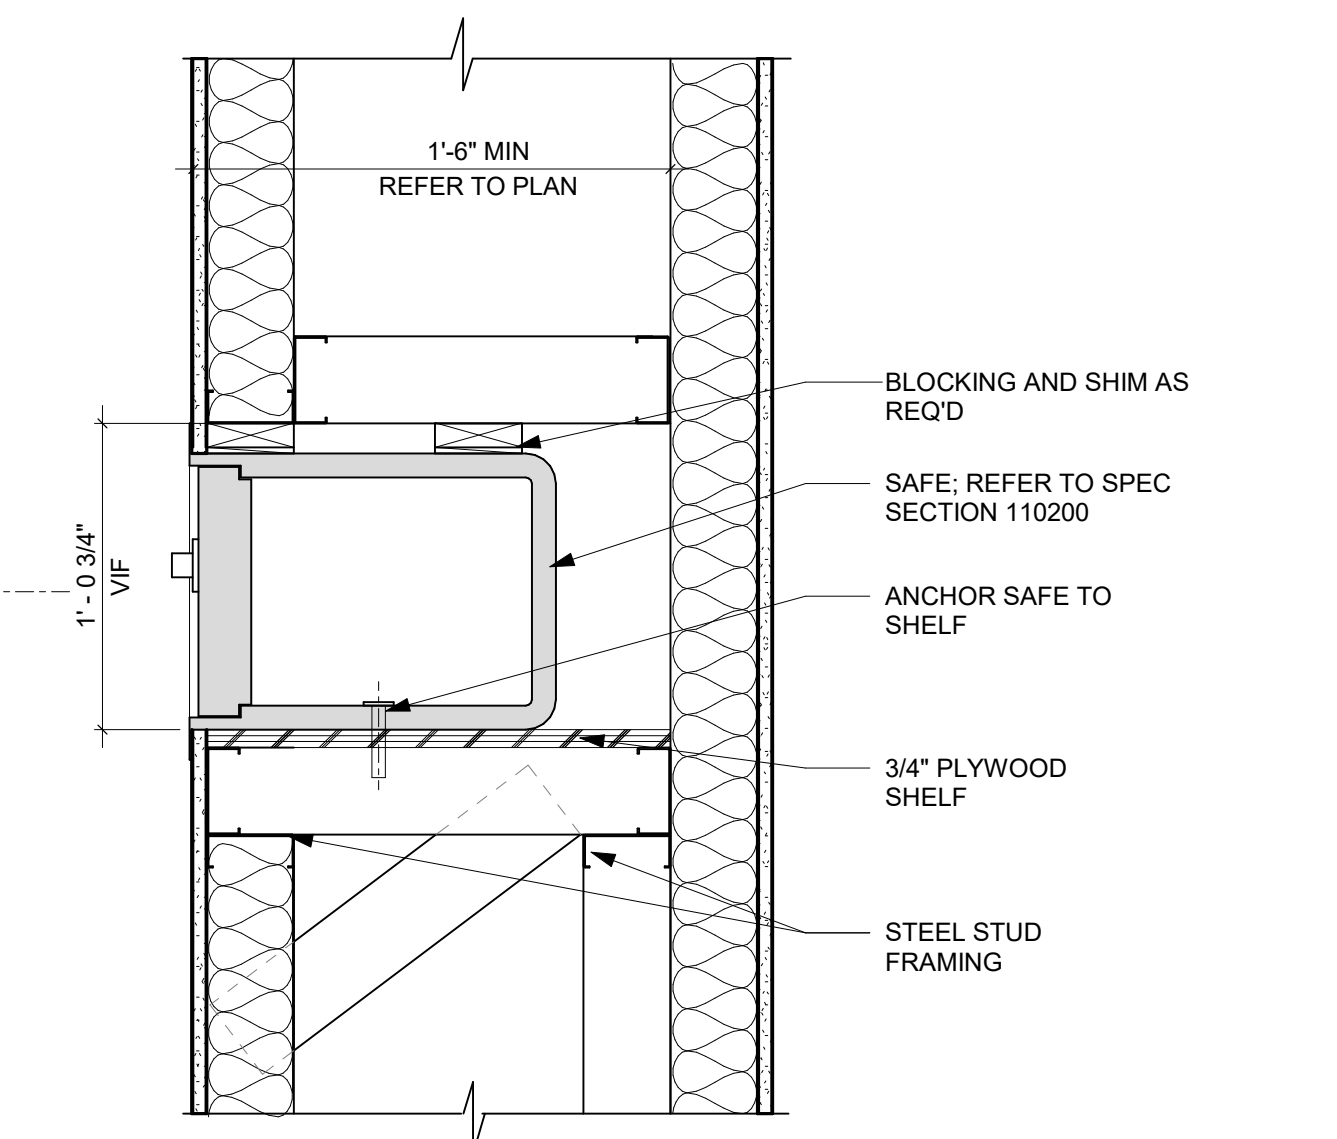 1'-6" MIN
REFER TO PLAN
BLOCKING AND SHIM AS
REQ'D
SAFE; REFER TO SPEC
SECTION 110200
1' - 0 3/4"
VIF
ANCHOR SAFE TO
SHELF
3/4" PLYWOOD
SHELF
STEEL STUD
FRAMING